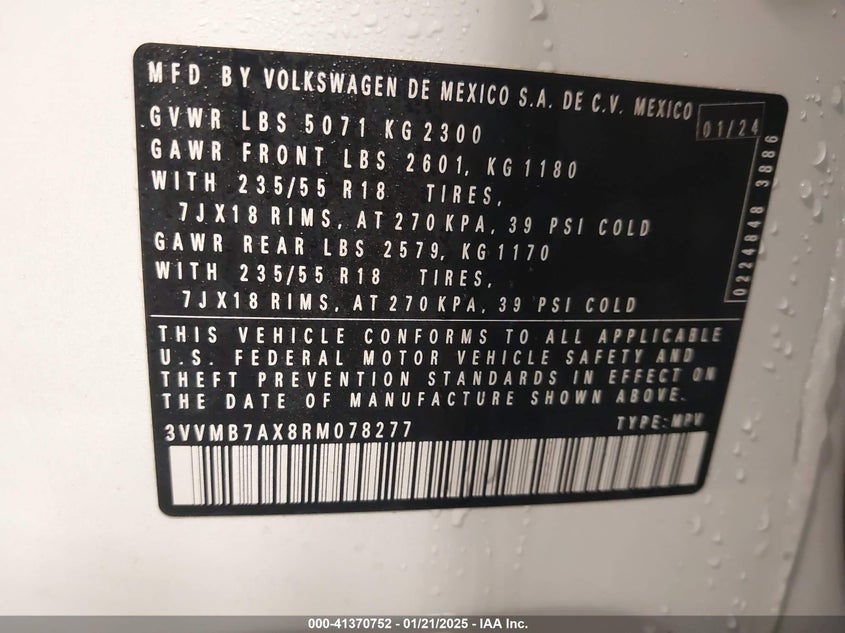 MFD BY VOLKSWAGEN DE MEXICO S.A. DE C.V. MEXICO
01/24
GVWR LBS 5071 KG 2300
GAWR FRONT LBS 2601, KG 1180
WITH 235/55 R18 TIRES,
7JX18 RIMS, AT 270 KPA, 39 PSI COLD
GAWR REAR LBS 2579, KG 1170
WITH 235/55 R18 TIRES,
7JX18 RIMS, AT 270 KPA, 39 PSI COLD
0224848 3886
THIS VEHICLE CONFORMS TO ALL APPLICABLE
U.S. FEDERAL MOTOR VEHICLE SAFETY AND
THEFT PREVENTION STANDARDS IN EFFECT ON
THE DATE OF MANUFACTURE SHOWN ABOVE.
3VVMB7AX8RM078277 TYPE: MPV
000-41370752 - 01/21/2025 - IAA Inc.